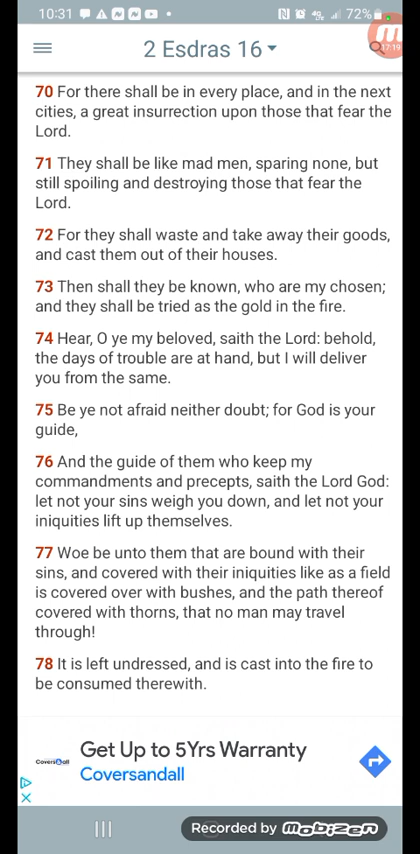 10:31 72%
17:19
2 Esdras 16
70 For there shall be in every place, and in the next
cities, a great insurrection upon those that fear the
Lord.
71 They shall be like mad men, sparing none, but
still spoiling and destroying those that fear the
Lord.
72 For they shall waste and take away their goods,
and cast them out of their houses.
73 Then shall they be known, who are my chosen;
and they shall be tried as the gold in the fire.
74 Hear, O ye my beloved, saith the Lord: behold,
the days of trouble are at hand, but I will deliver
you from the same.
75 Be ye not afraid neither doubt; for God is your
guide,
76 And the guide of them who keep my
commandments and precepts, saith the Lord God:
let not your sins weigh you down, and let not your
iniquities lift up themselves.
77 Woe be unto them that are bound with their
sins, and covered with their iniquities like as a field
is covered over with bushes, and the path thereof
covered with thorns, that no man may travel
through!
78 It is left undressed, and is cast into the fire to
be consumed therewith.
Get Up to 5Yrs Warranty
Covers&all
Coversandall
Recorded by mobizen